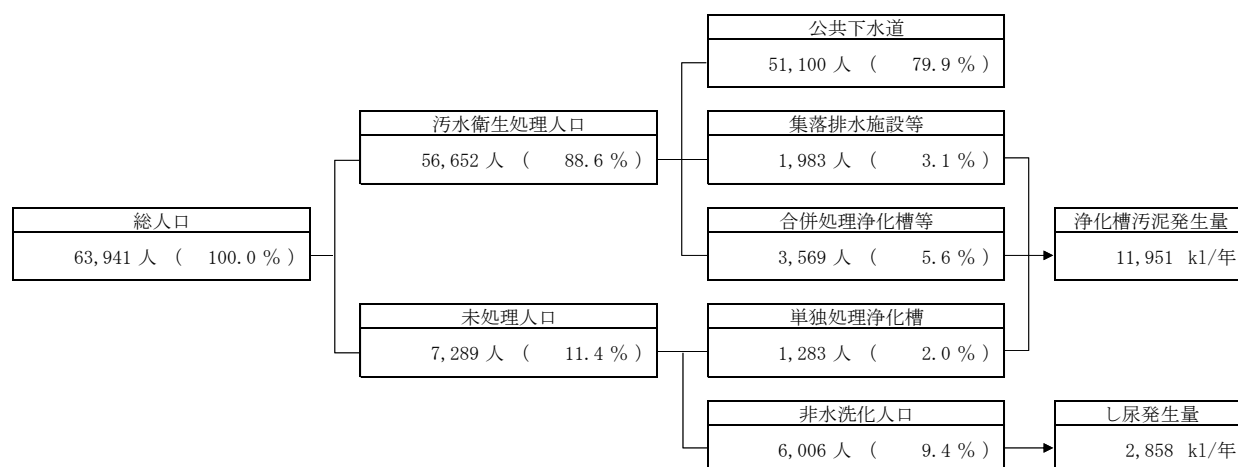 公共下水道
51,100 人 ( 79.9 % )
汚水衛生処理人口
56,652 人 ( 88.6 % )
集落排水施設等
1,983 人 ( 3.1 % )
総人口
63,941 人 ( 100.0 % )
合併処理浄化槽等
3,569 人 ( 5.6 % )
浄化槽汚泥発生量
11,951 kl/年
未処理人口
7,289 人 ( 11.4 % )
単独処理浄化槽
1,283 人 ( 2.0 % )
非水洗化人口
6,006 人 ( 9.4 % )
し尿発生量
2,858 kl/年